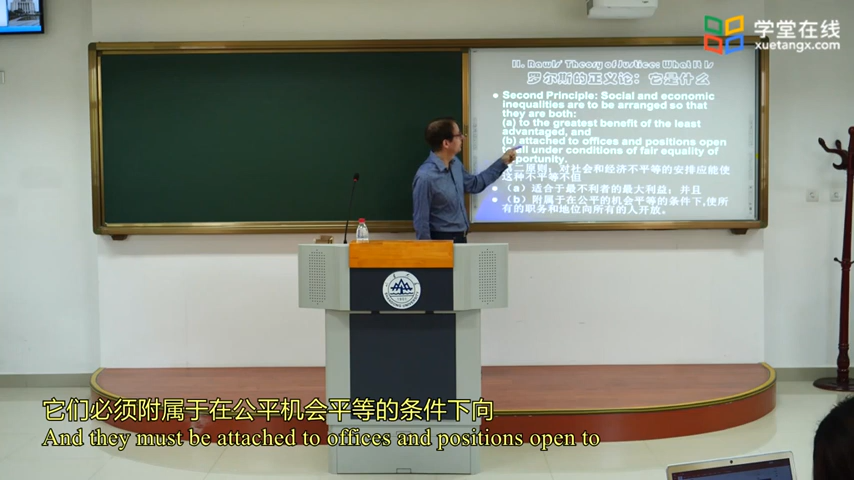 学堂在线
xuetangx.com
II. Rawls' Theory of Justice: What It Is
罗尔斯的正义论：它是什么
Second Principle: Social and economic
inequalities are to be arranged so that
they are both:
(a) to the greatest benefit of the least
advantaged, and
(b) attached to offices and positions open
all under conditions of fair equality of
opportunity.
原则：对社会和经济不平等的安排应能使
这种不平等不但
（a）适合于最不利者的最大利益；并且
（b）附属于在公平的机会平等的条件下,使所
有的职务和地位向所有的人开放。
它们必须附属于在公平机会平等的条件下向
And they must be attached to offices and positions open to